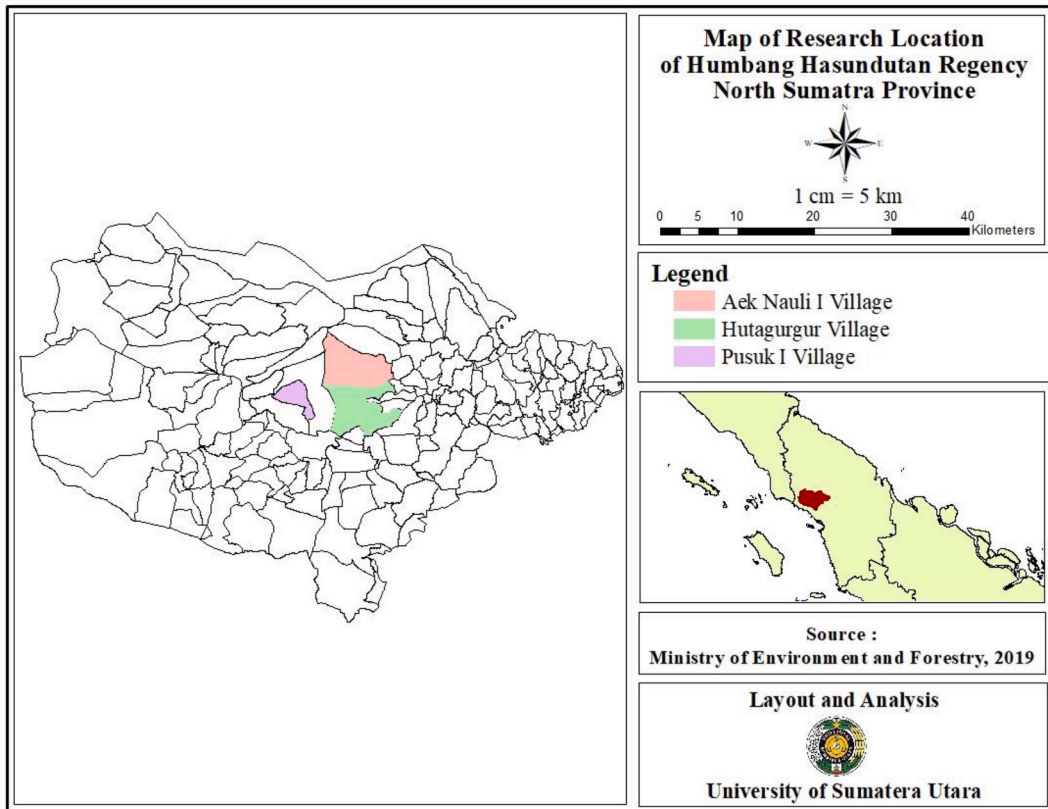 Map of Research Location
of Humbang Hasundutan Regency
North Sumatra Province
N
W E
S
1 cm = 5 km
0 5 10 20 30 40
Kilometers
Legend
Aek Nauli I Village
Hutagurgur Village
Pusuk I Village
Source :
Ministry of Environment and Forestry, 2019
Layout and Analysis
University of Sumatera Utara